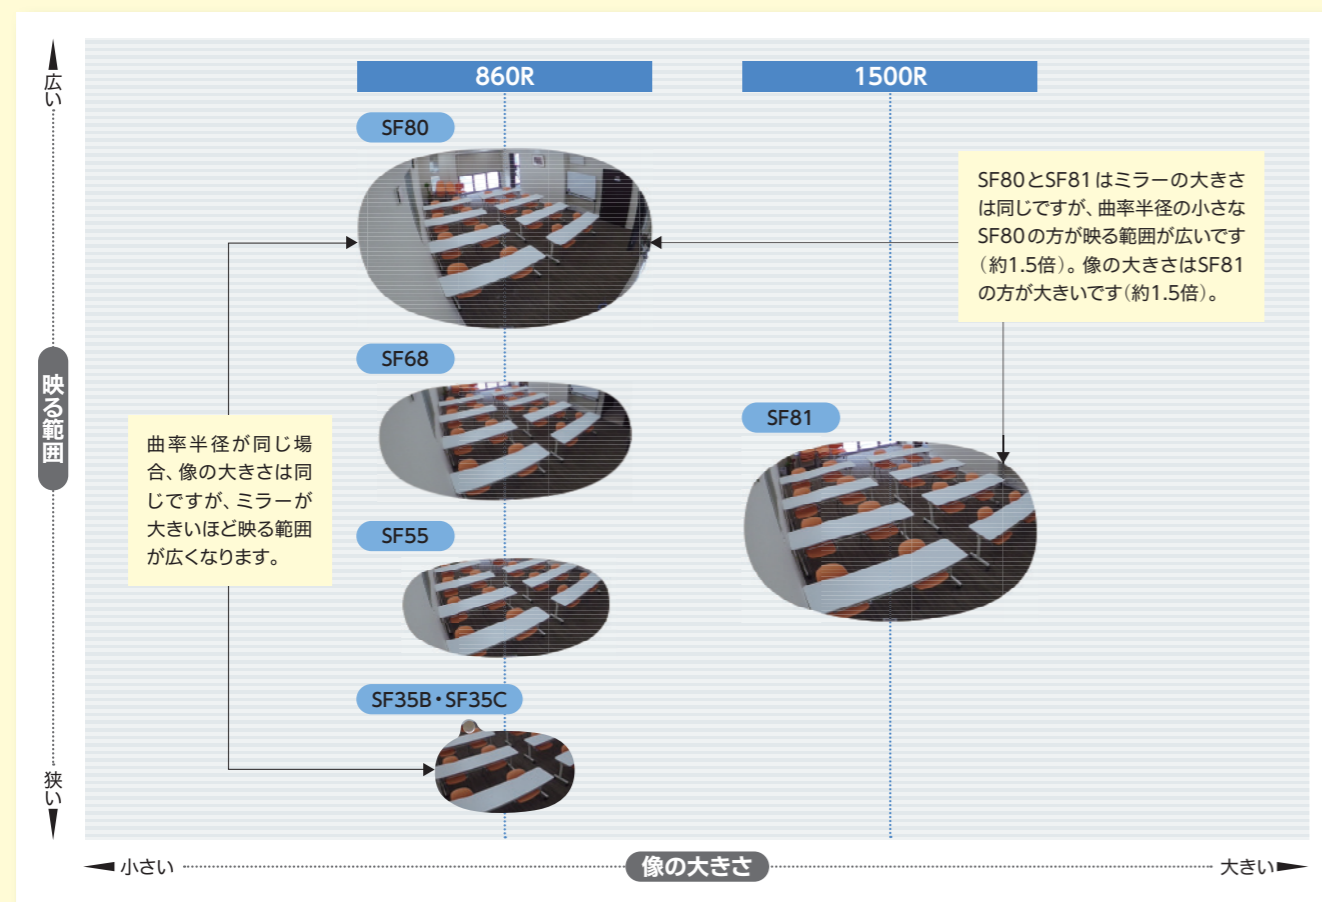 広い
映る範囲
狭い
860R
1500R
SF80
SF80とSF81はミラーの大きさ
は同じですが、曲率半径の小さな
SF80の方が映る範囲が広いです
（約1.5倍）。像の大きさはSF81
の方が大きいです（約1.5倍）。
SF68
SF81
曲率半径が同じ場
合、像の大きさは同
じですが、ミラーが
大きいほど映る範囲
が広くなります。
SF55
SF35B・SF35C
小さい
像の大きさ
大きい